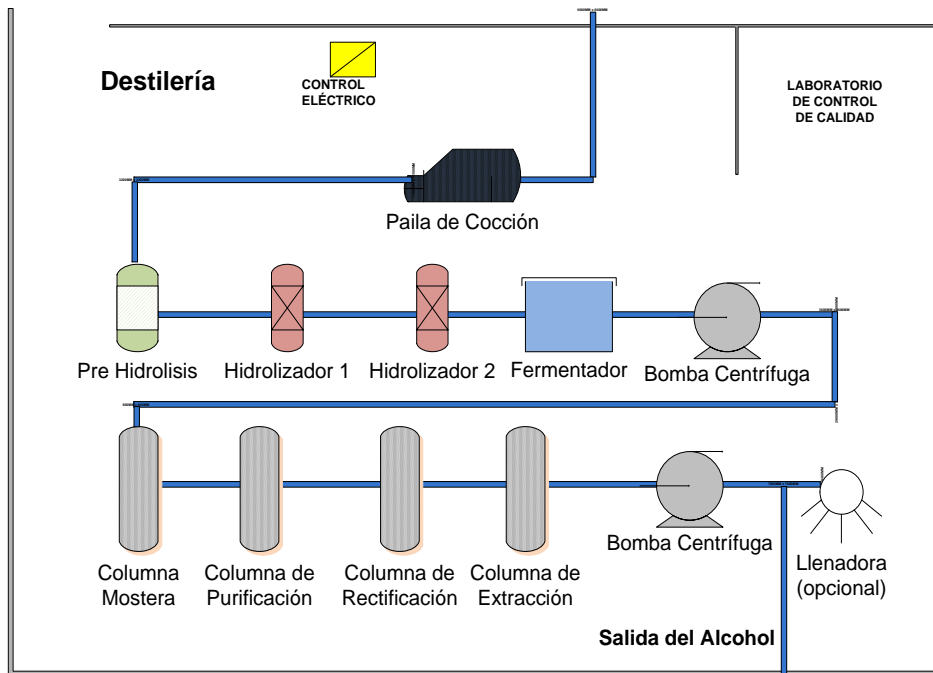 Destilería
CONTROL
ELÉCTRICO
LABORATORIO
DE CONTROL
DE CALIDAD
Paila de Cocción
Pre Hidrolisis
Hidrolizador 1
Hidrolizador 2
Fermentador
Bomba Centrífuga
Columna
Mostera
Columna de
Purificación
Columna de
Rectificación
Columna de
Extracción
Bomba Centrífuga
Llenadora
(opcional)
Salida del Alcohol